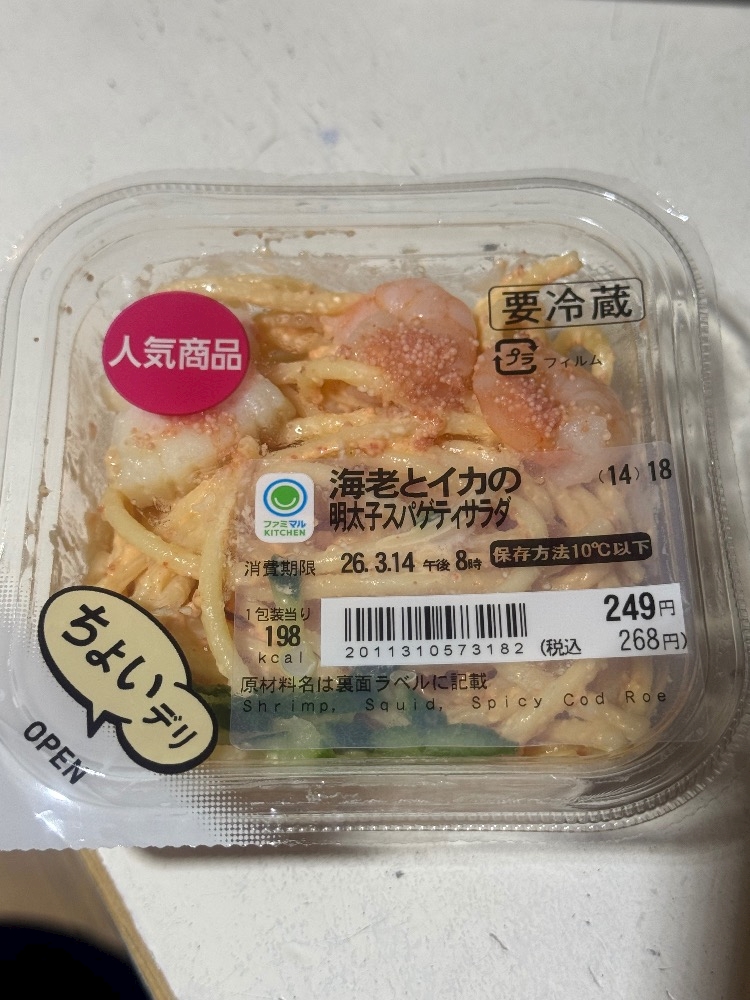 人気商品
要冷蔵
プラ フィルム
海老とイカの
(14) 18
明太子スパゲティサラダ
ファミマル
KITCHEN
消費期限 26.3.14 午後 8時 保存方法10℃以下
1包装当り
198
kcal
249円
2011310573182 (税込 268円)
原材料名は裏面ラベルに記載
Shrimp, Squid, Spicy Cod Roe
ちょい
デリ
OPEN